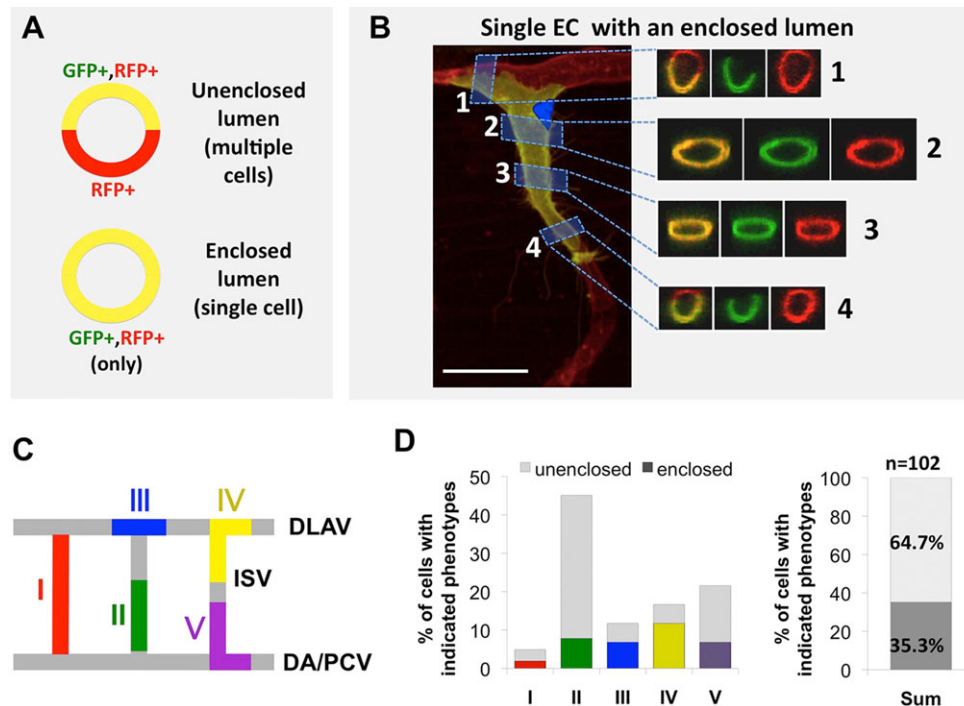 A
GFP+,RFP+
Unenclosed
lumen
(multiple
cells)
RFP+
Enclosed
lumen
(single cell)
GFP+,RFP+
(only)
B
Single EC with an enclosed lumen
1
2
3
4
1
2
3
4
C
III
IV
DLAV
I
II
ISV
V
DA/PCV
D
unenclosed
enclosed
% of cells with
indicated phenotypes
50
40
30
20
10
0
I
II
III
IV
V
n=102
% of cells with
indicated phenotypes
100
80
60
40
20
0
64.7%
35.3%
Sum